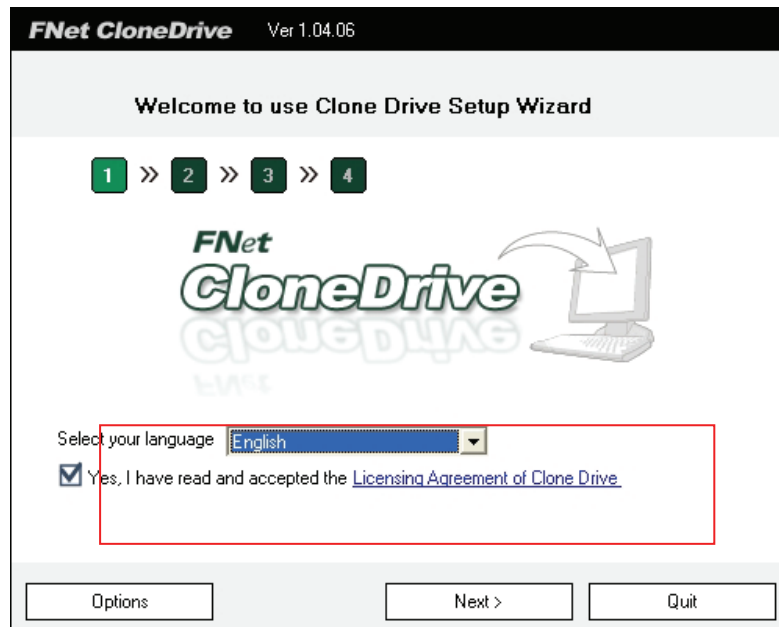 FNet CloneDrive Ver 1.04.06
Welcome to use Clone Drive Setup Wizard
1 » 2 » 3 » 4
FNet
CloneDrive
Select your language English
Yes, I have read and accepted the Licensing Agreement of Clone Drive
Options Next > Quit